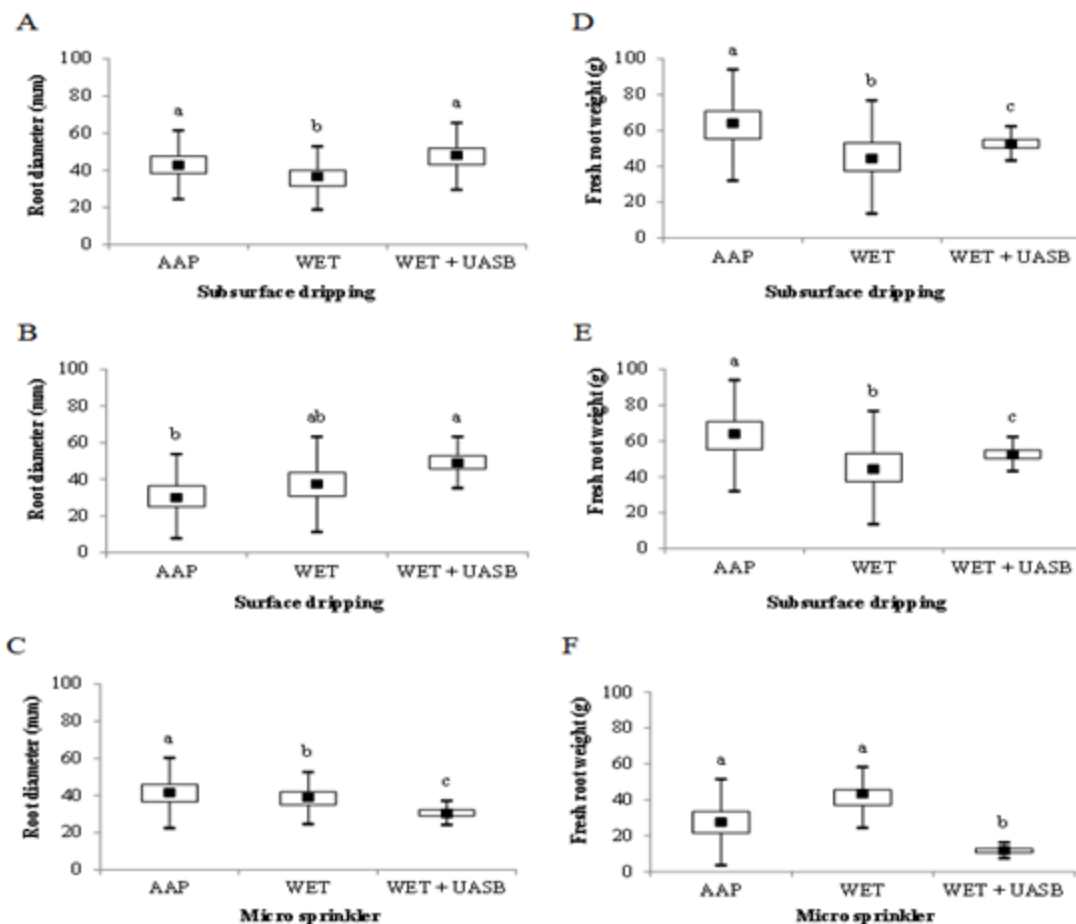 A
Root diameter (mm)
100
80
60
40
20
0
a
b
a
AAP
WET
WET + UASB
Subsurface dripping
D
Fresh root weight (g)
100
80
60
40
20
0
a
b
c
AAP
WET
WET + UASB
Subsurface dripping
B
Root diameter (mm)
100
80
60
40
20
0
b
ab
a
AAP
WET
WET + UASB
Surface dripping
E
Fresh root weight (g)
100
80
60
40
20
0
a
b
c
AAP
WET
WET + UASB
Subsurface dripping
C
Root diameter (mm)
100
80
60
40
20
0
a
b
c
AAP
WET
WET + UASB
Micro sprinkler
F
Fresh root weight (g)
100
80
60
40
20
0
a
a
b
AAP
WET
WET + UASB
Micro sprinkler